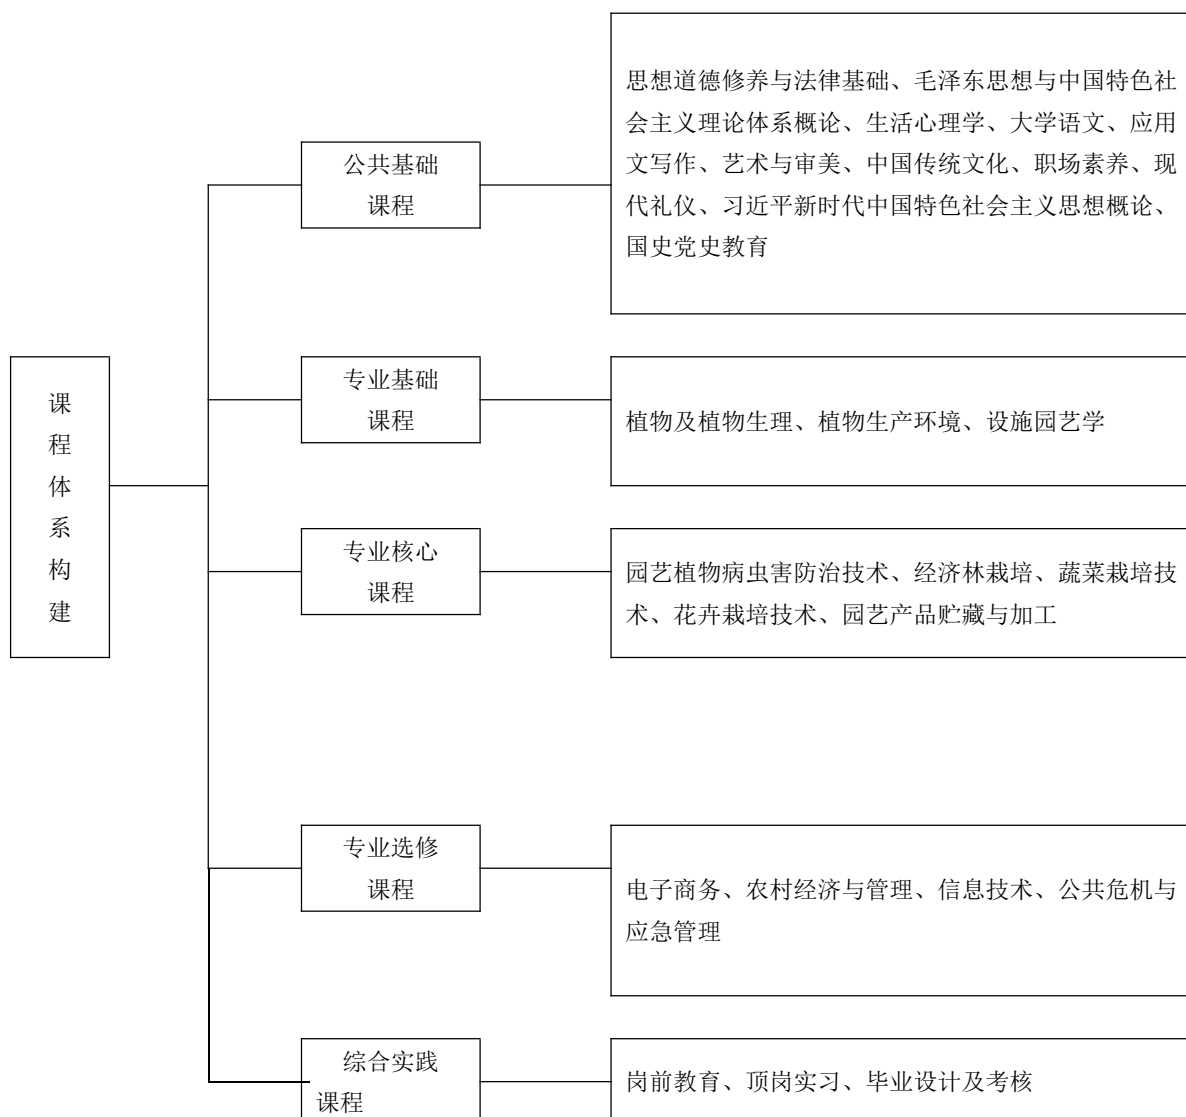 课
程
体
系
构
建
公共基础
课程
思想道德修养与法律基础、毛泽东思想与中国特色社
会主义理论体系概论、生活心理学、大学语文、应用
文写作、艺术与审美、中国传统文化、职场素养、现
代礼仪、习近平新时代中国特色社会主义思想概论、
国史党史教育
专业基础
课程
植物及植物生理、植物生产环境、设施园艺学
专业核心
课程
园艺植物病虫害防治技术、经济林栽培、蔬菜栽培技
术、花卉栽培技术、园艺产品贮藏与加工
专业选修
课程
电子商务、农村经济与管理、信息技术、公共危机与
应急管理
综合实践
课程
岗前教育、顶岗实习、毕业设计及考核